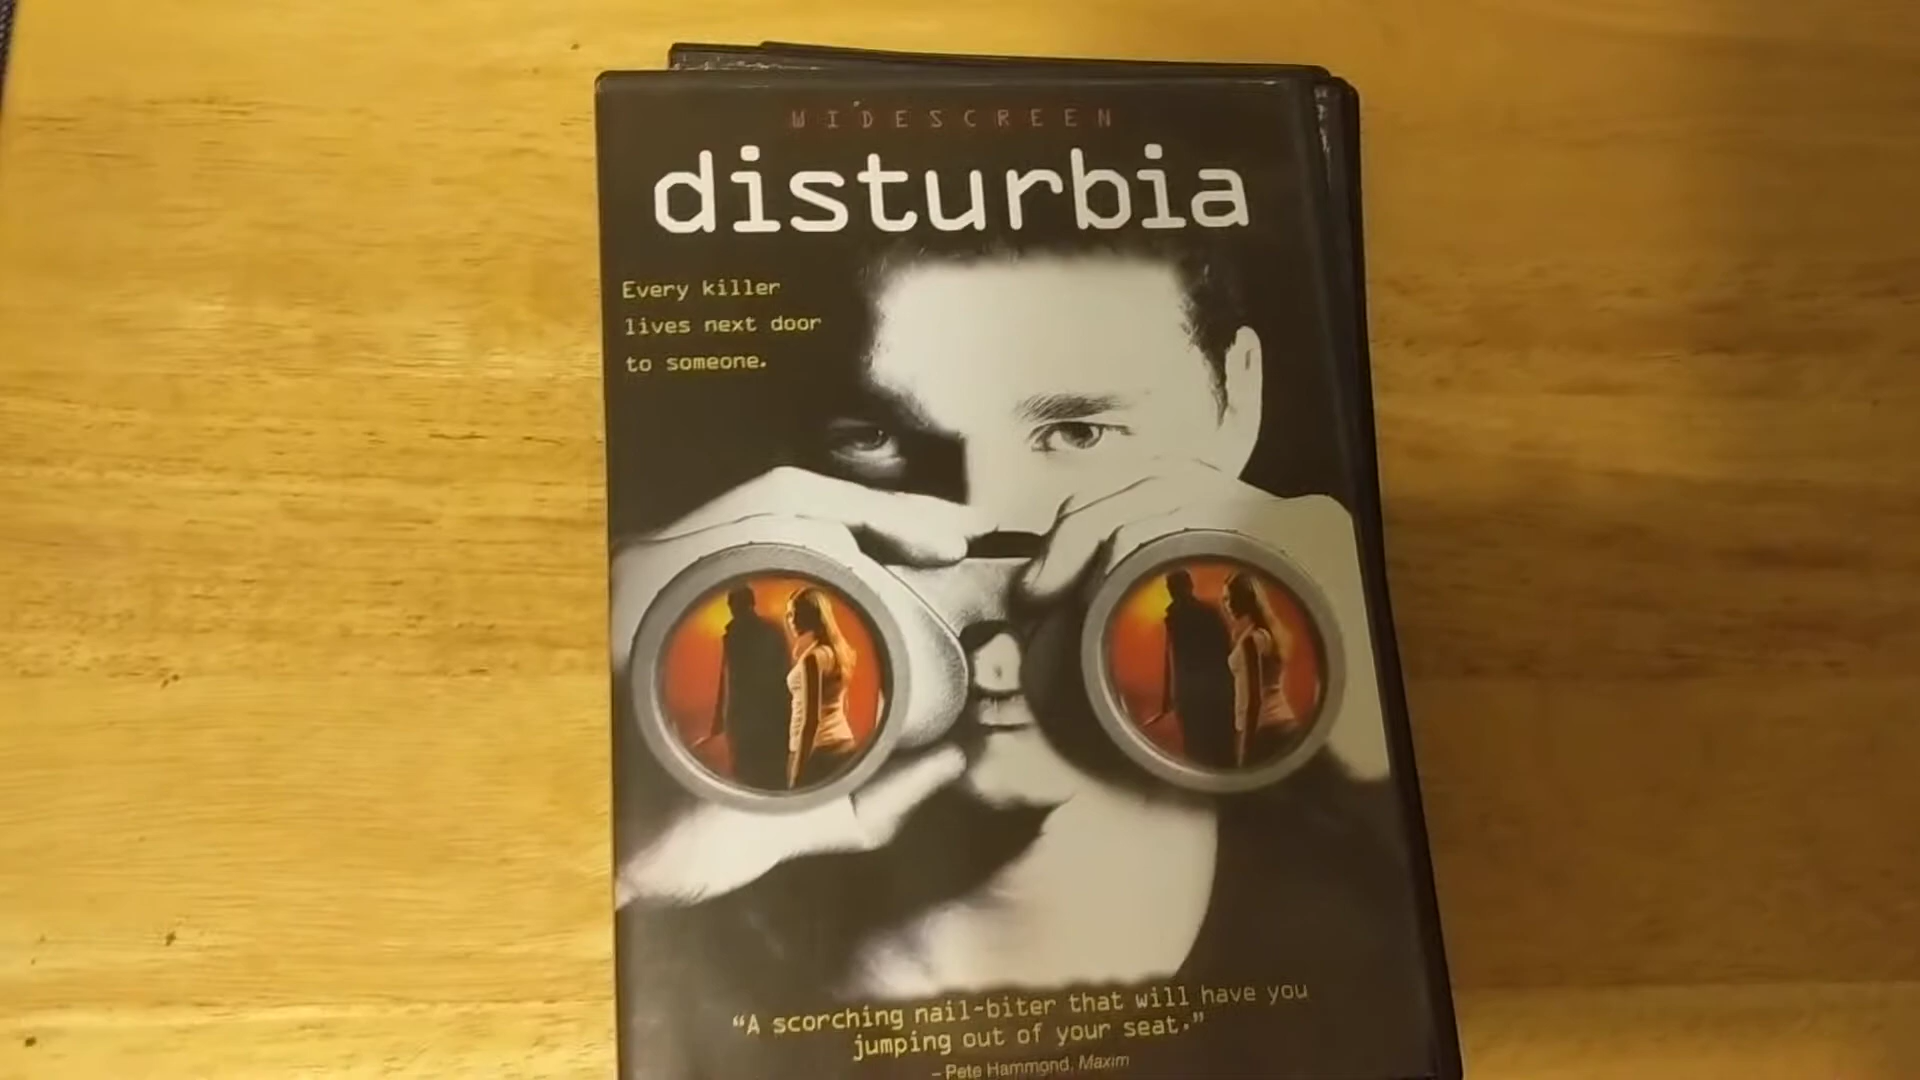 WIDESCREEN
disturbia
Every killer
lives next door
to someone.
“A scorching nail-biter that will have you
jumping out of your seat.”
– Pete Hammond, Maxim